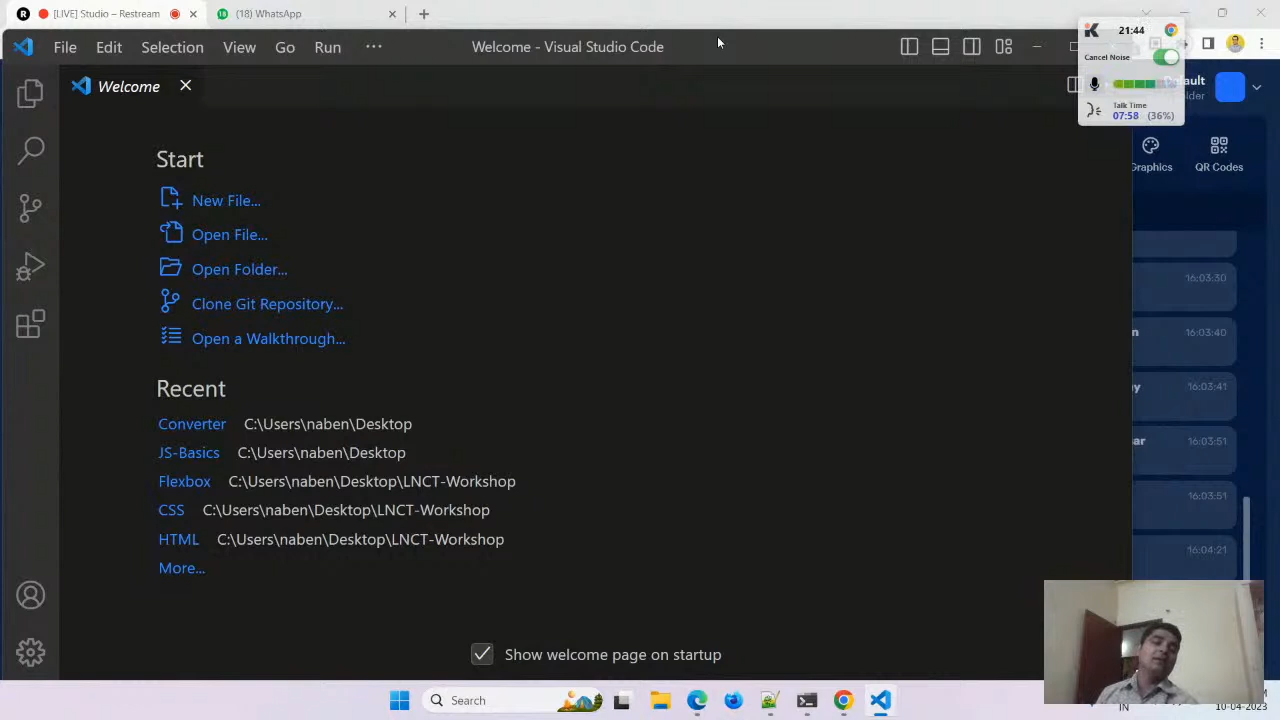 [LIVE] Studio – Restream
(18) WhatsApp
File Edit Selection View Go Run ...
Welcome - Visual Studio Code
21:44
Cancel Noise
Talk Time
07:58 (36%)
Welcome
Start
New File...
Open File...
Open Folder...
Clone Git Repository...
Open a Walkthrough...
Recent
Converter C:\Users\naben\Desktop
JS-Basics C:\Users\naben\Desktop
Flexbox C:\Users\naben\Desktop\LNCT-Workshop
CSS C:\Users\naben\Desktop\LNCT-Workshop
HTML C:\Users\naben\Desktop\LNCT-Workshop
More...
Show welcome page on startup
QR Codes
16:03:30
16:03:40
16:03:41
16:03:51
16:03:51
16:04:21
Search
IN
10-04-2023